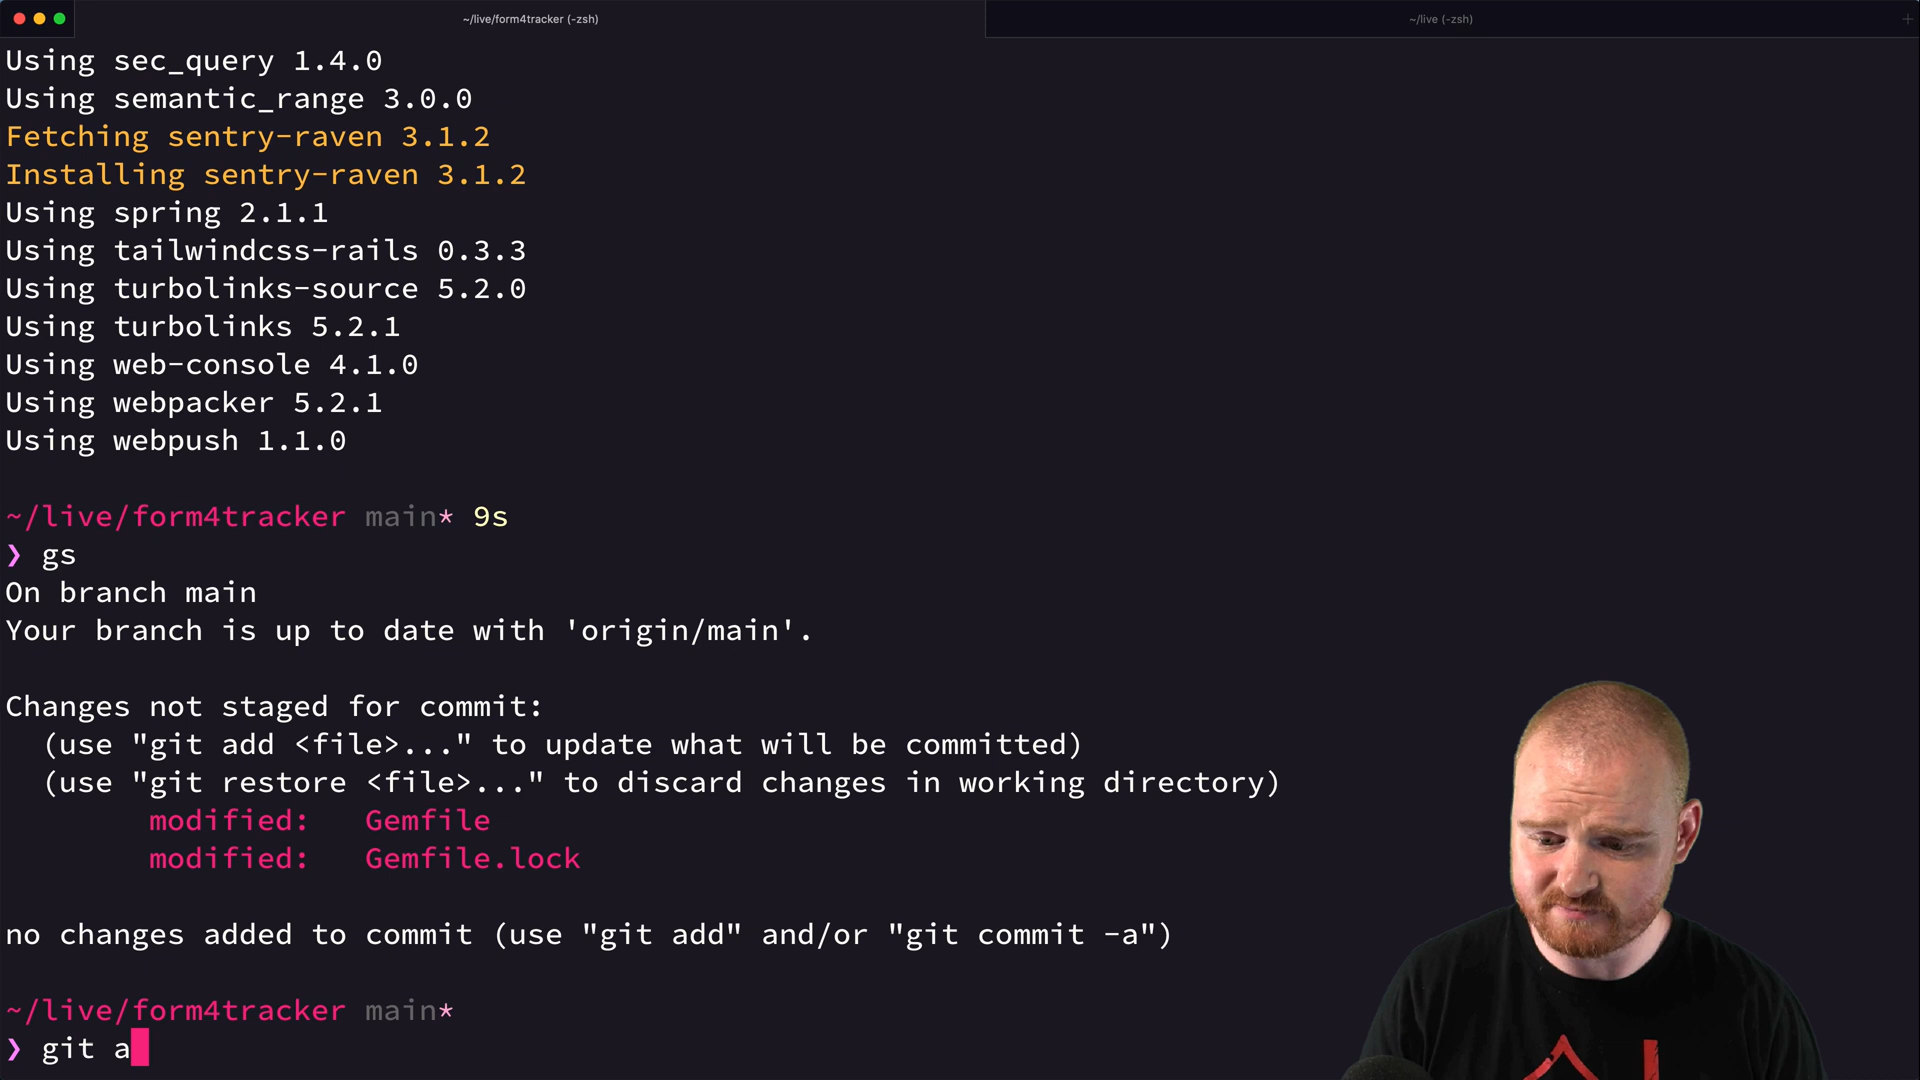 ~/live/form4tracker (-zsh)
~/live (-zsh)
Using sec_query 1.4.0
Using semantic_range 3.0.0
Fetching sentry-raven 3.1.2
Installing sentry-raven 3.1.2
Using spring 2.1.1
Using tailwindcss-rails 0.3.3
Using turbolinks-source 5.2.0
Using turbolinks 5.2.1
Using web-console 4.1.0
Using webpacker 5.2.1
Using webpush 1.1.0
~/live/form4tracker main* 9s
❯ gs
On branch main
Your branch is up to date with 'origin/main'.
Changes not staged for commit:
(use "git add <file>..." to update what will be committed)
(use "git restore <file>..." to discard changes in working directory)
modified: Gemfile
modified: Gemfile.lock
no changes added to commit (use "git add" and/or "git commit -a")
~/live/form4tracker main*
❯ git a